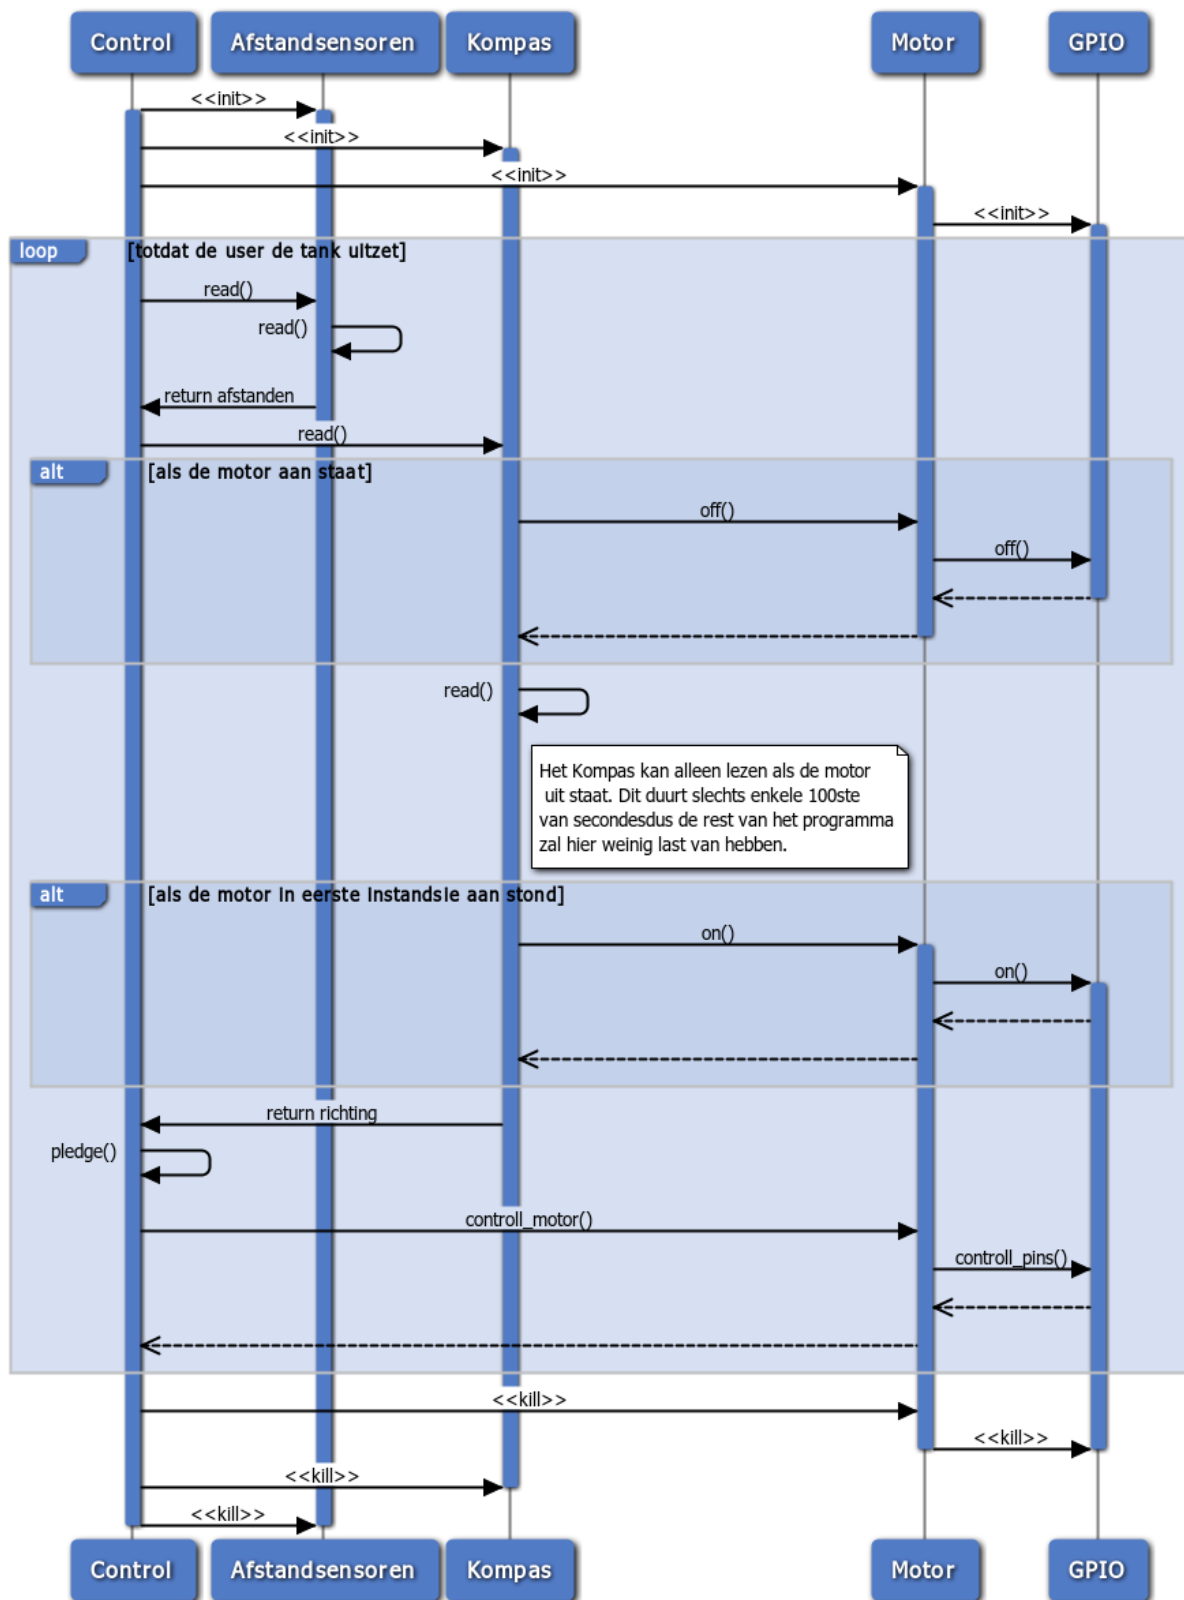 Control Afstandsensoren Kompas Motor GPIO
<<init>>
<<init>>
<<init>>
<<init>>
loop [totdat de user de tank uitzet]
read()
read()
return afstanden
read()
alt [als de motor aan staat]
off()
off()
read()
Het Kompas kan alleen lezen als de motor
uit staat. Dit duurt slechts enkele 100ste
van secondesdus de rest van het programma
zal hier weinig last van hebben.
alt [als de motor in eerste instandsie aan stond]
on()
on()
return richting
pledge()
controll_motor()
controll_pins()
<<kill>>
<<kill>>
<<kill>>
<<kill>>
Control Afstandsensoren Kompas Motor GPIO